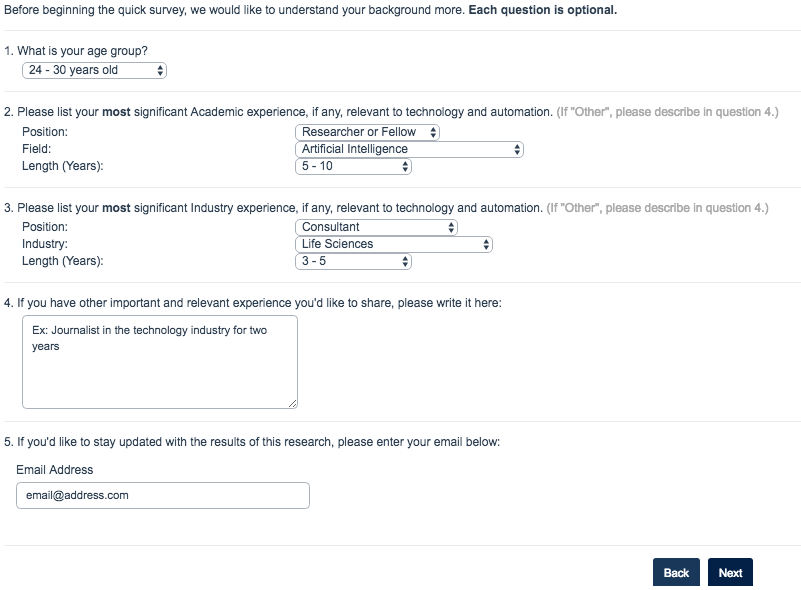 Before beginning the quick survey, we would like to understand your background more. Each question is optional.
1. What is your age group?
24 - 30 years old
2. Please list your most significant Academic experience, if any, relevant to technology and automation. (If "Other", please describe in question 4.)
Position: Researcher or Fellow
Field: Artificial Intelligence
Length (Years): 5 - 10
3. Please list your most significant Industry experience, if any, relevant to technology and automation. (If "Other", please describe in question 4.)
Position: Consultant
Industry: Life Sciences
Length (Years): 3 - 5
4. If you have other important and relevant experience you'd like to share, please write it here:
Ex: Journalist in the technology industry for two
years
5. If you'd like to stay updated with the results of this research, please enter your email below:
Email Address
email@address.com
Back Next